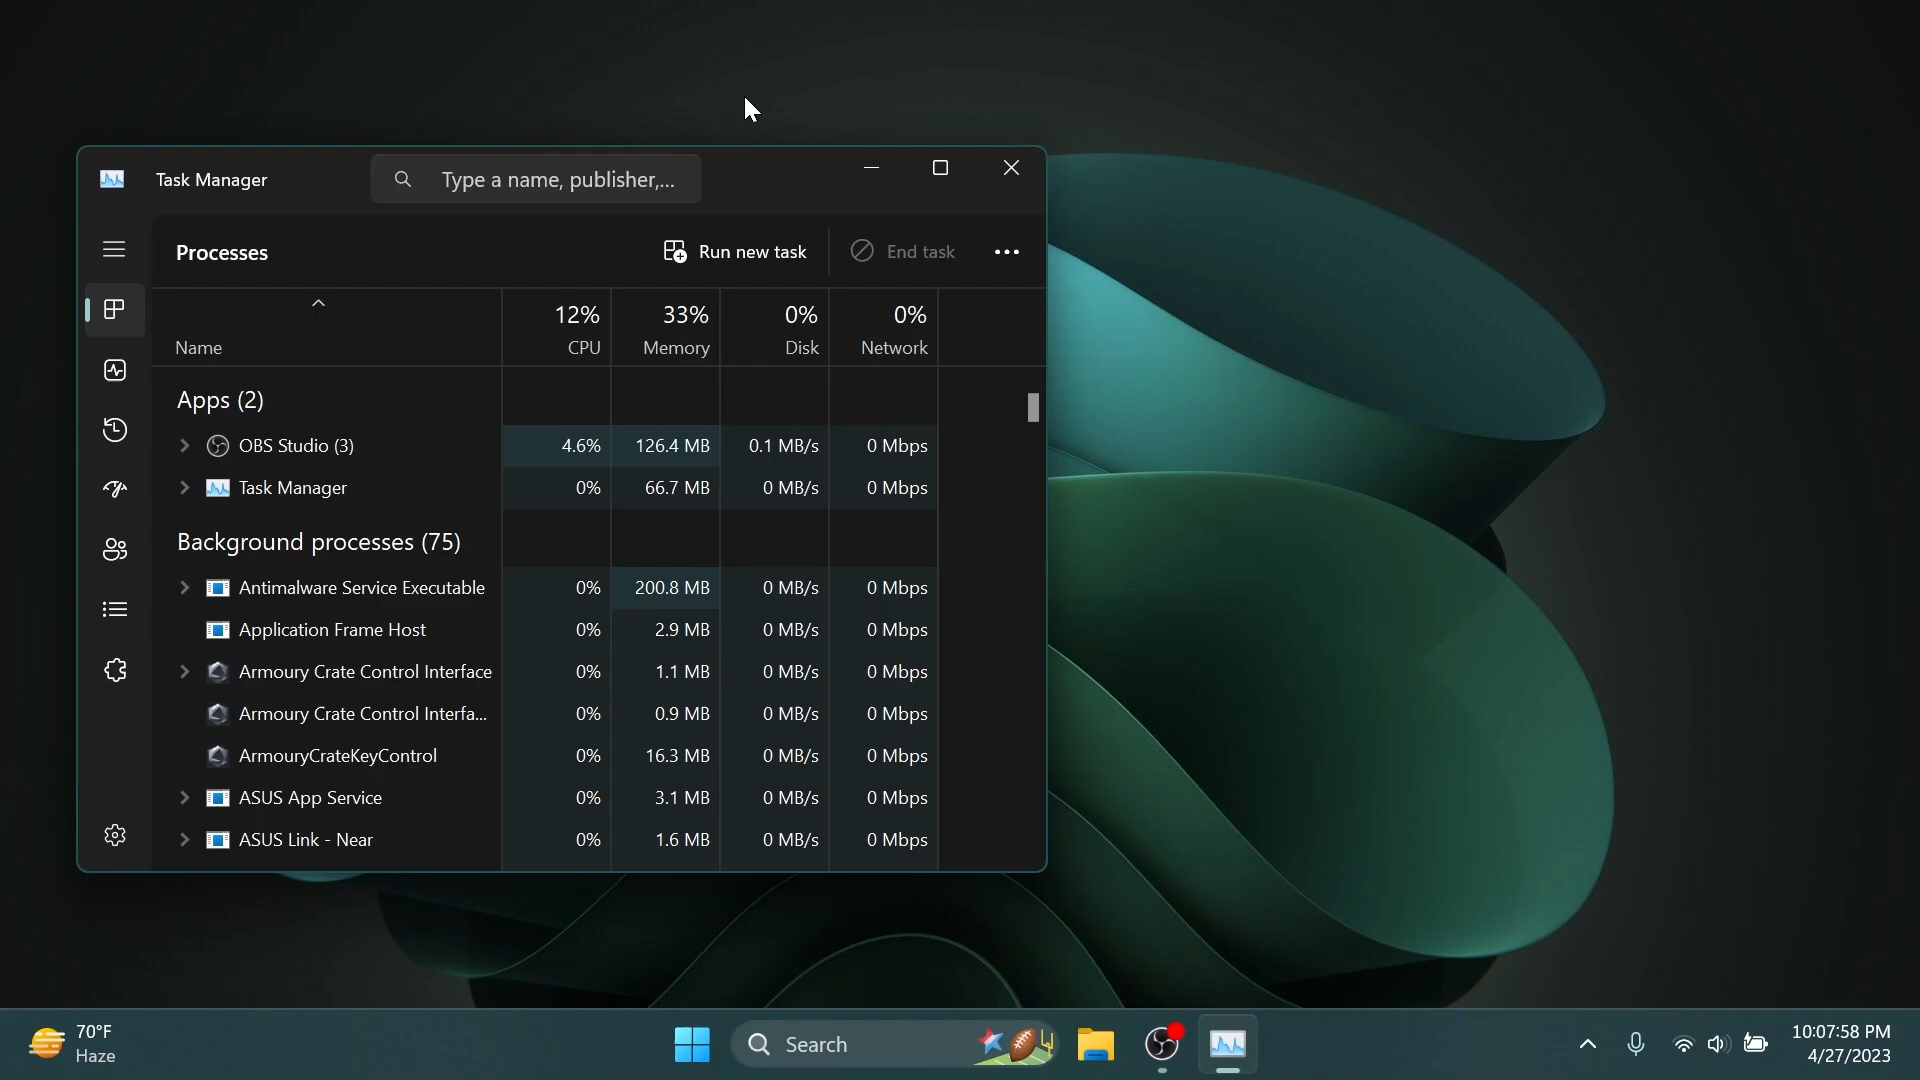 Task Manager
Type a name, publisher,...
Processes
Run new task
End task
Name
12%
CPU
33%
Memory
0%
Disk
0%
Network
Apps (2)
OBS Studio (3) 4.6% 126.4 MB 0.1 MB/s 0 Mbps
Task Manager 0% 66.7 MB 0 MB/s 0 Mbps
Background processes (75)
Antimalware Service Executable 0% 200.8 MB 0 MB/s 0 Mbps
Application Frame Host 0% 2.9 MB 0 MB/s 0 Mbps
Armoury Crate Control Interface 0% 1.1 MB 0 MB/s 0 Mbps
Armoury Crate Control Interfa... 0% 0.9 MB 0 MB/s 0 Mbps
ArmouryCrateKeyControl 0% 16.3 MB 0 MB/s 0 Mbps
ASUS App Service 0% 3.1 MB 0 MB/s 0 Mbps
ASUS Link - Near 0% 1.6 MB 0 MB/s 0 Mbps
70°F
Haze
Search
10:07:58 PM
4/27/2023